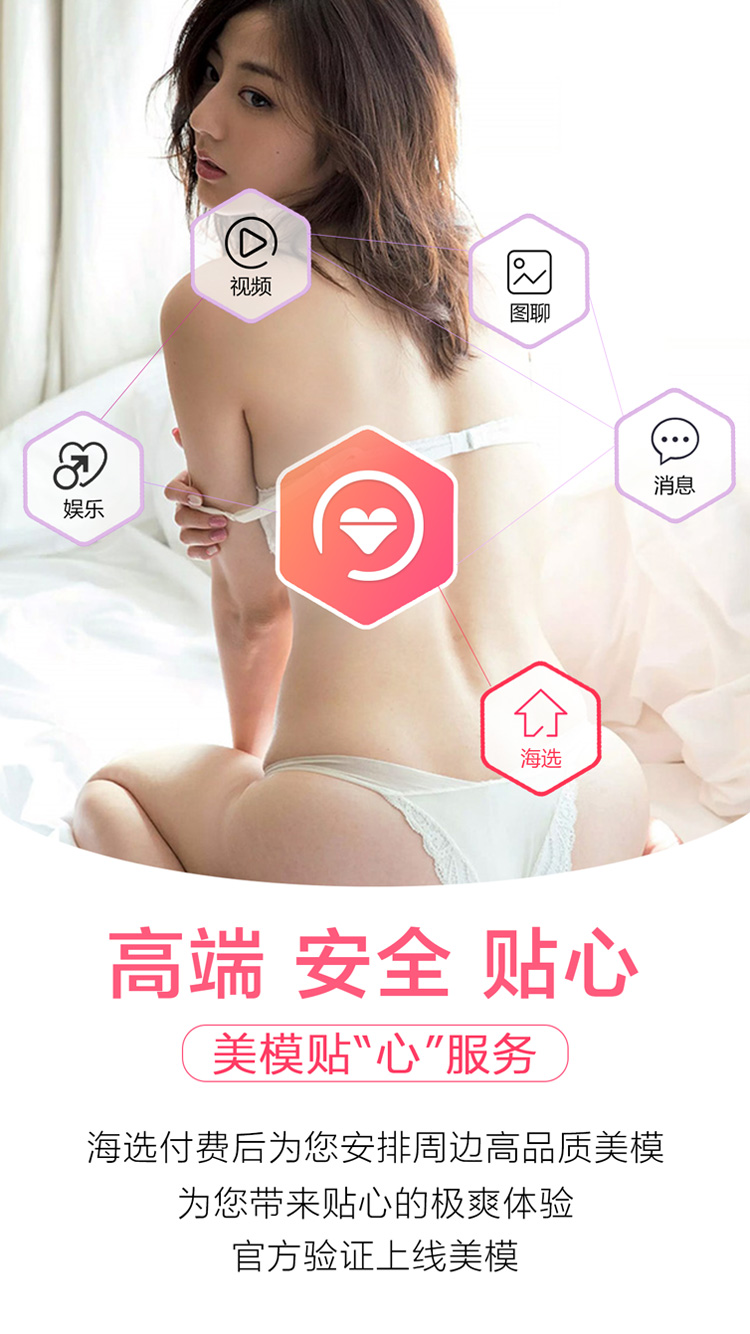 视频
图聊
消息
娱乐
海选
高端 安全 贴心
美模贴“心”服务
海选付费后为您安排周边高品质美模
为您带来贴心的极爽体验
官方验证上线美模